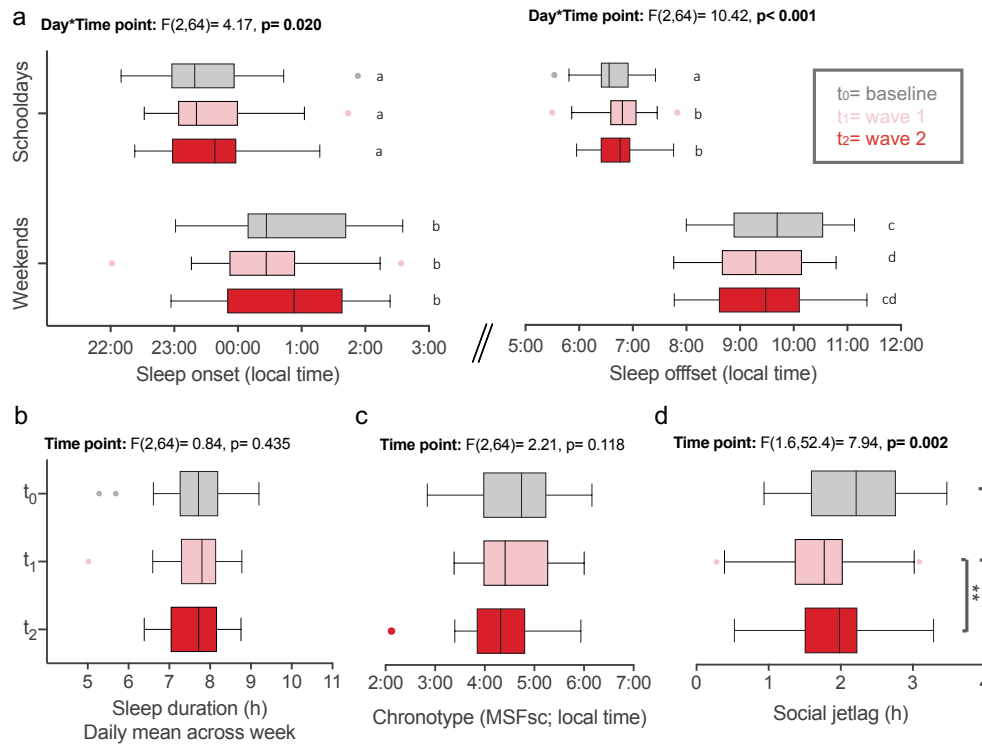 a
Day*Time point: F(2,64)= 4.17, p= 0.020
Day*Time point: F(2,64)= 10.42, p< 0.001
Schooldays
a
a
a
a
b
b
t0= baseline
t1= wave 1
t2= wave 2
Weekends
b
b
b
c
d
cd
22:00 23:00 00:00 1:00 2:00 3:00
Sleep onset (local time)
//
5:00 6:00 7:00 8:00 9:00 10:00 11:00 12:00
Sleep offfset (local time)
b
Time point: F(2,64)= 0.84, p= 0.435
t0
t1
t2
5 6 7 8 9 10 11
Sleep duration (h)
Daily mean across week
c
Time point: F(2,64)= 2.21, p= 0.118
2:00 3:00 4:00 5:00 6:00 7:00
Chronotype (MSFsc; local time)
d
Time point: F(1.6,52.4)= 7.94, p= 0.002
**
0 1 2 3 4
Social jetlag (h)